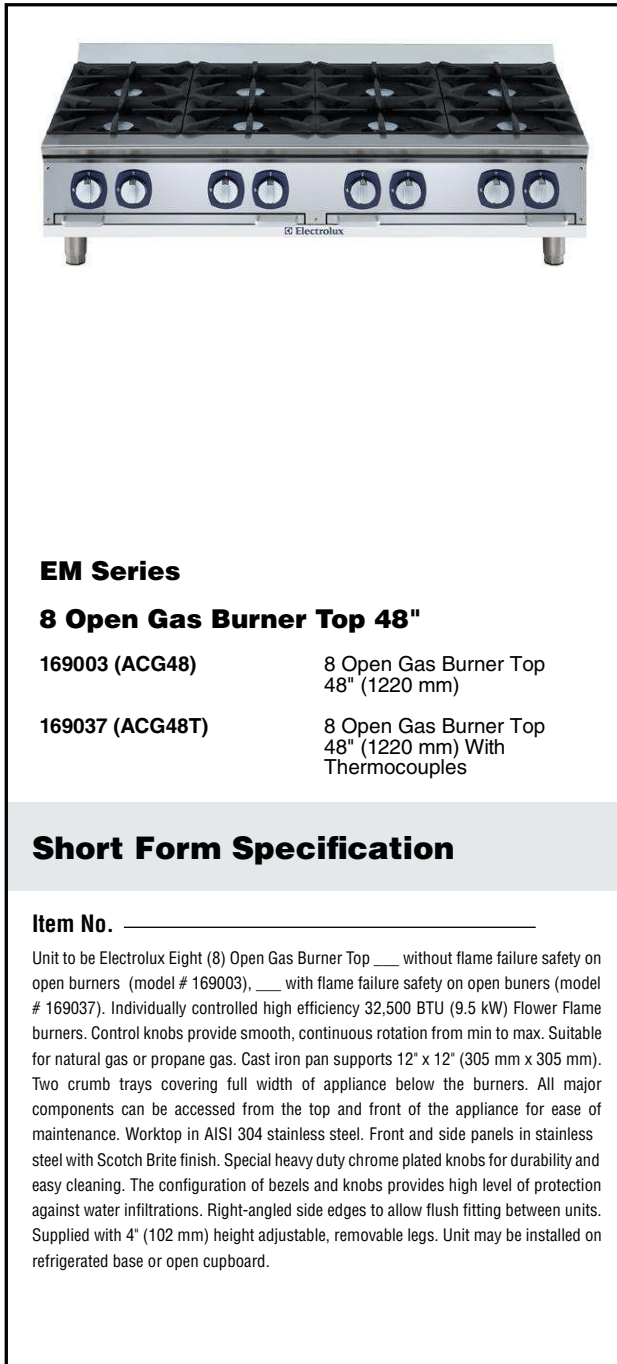 Electrolux
EM Series
8 Open Gas Burner Top 48"
169003 (ACG48) 8 Open Gas Burner Top
48" (1220 mm)
169037 (ACG48T) 8 Open Gas Burner Top
48" (1220 mm) With
Thermocouples
Short Form Specification
Item No. 
Unit to be Electrolux Eight (8) Open Gas Burner Top ___ without flame failure safety on
open burners (model # 169003), ___ with flame failure safety on open buners (model
# 169037). Individually controlled high efficiency 32,500 BTU (9.5 kW) Flower Flame
burners. Control knobs provide smooth, continuous rotation from min to max. Suitable
for natural gas or propane gas. Cast iron pan supports 12" x 12" (305 mm x 305 mm).
Two crumb trays covering full width of appliance below the burners. All major
components can be accessed from the top and front of the appliance for ease of
maintenance. Worktop in AISI 304 stainless steel. Front and side panels in stainless
steel with Scotch Brite finish. Special heavy duty chrome plated knobs for durability and
easy cleaning. The configuration of bezels and knobs provides high level of protection
against water infiltrations. Right-angled side edges to allow flush fitting between units.
Supplied with 4" (102 mm) height adjustable, removable legs. Unit may be installed on
refrigerated base or open cupboard.